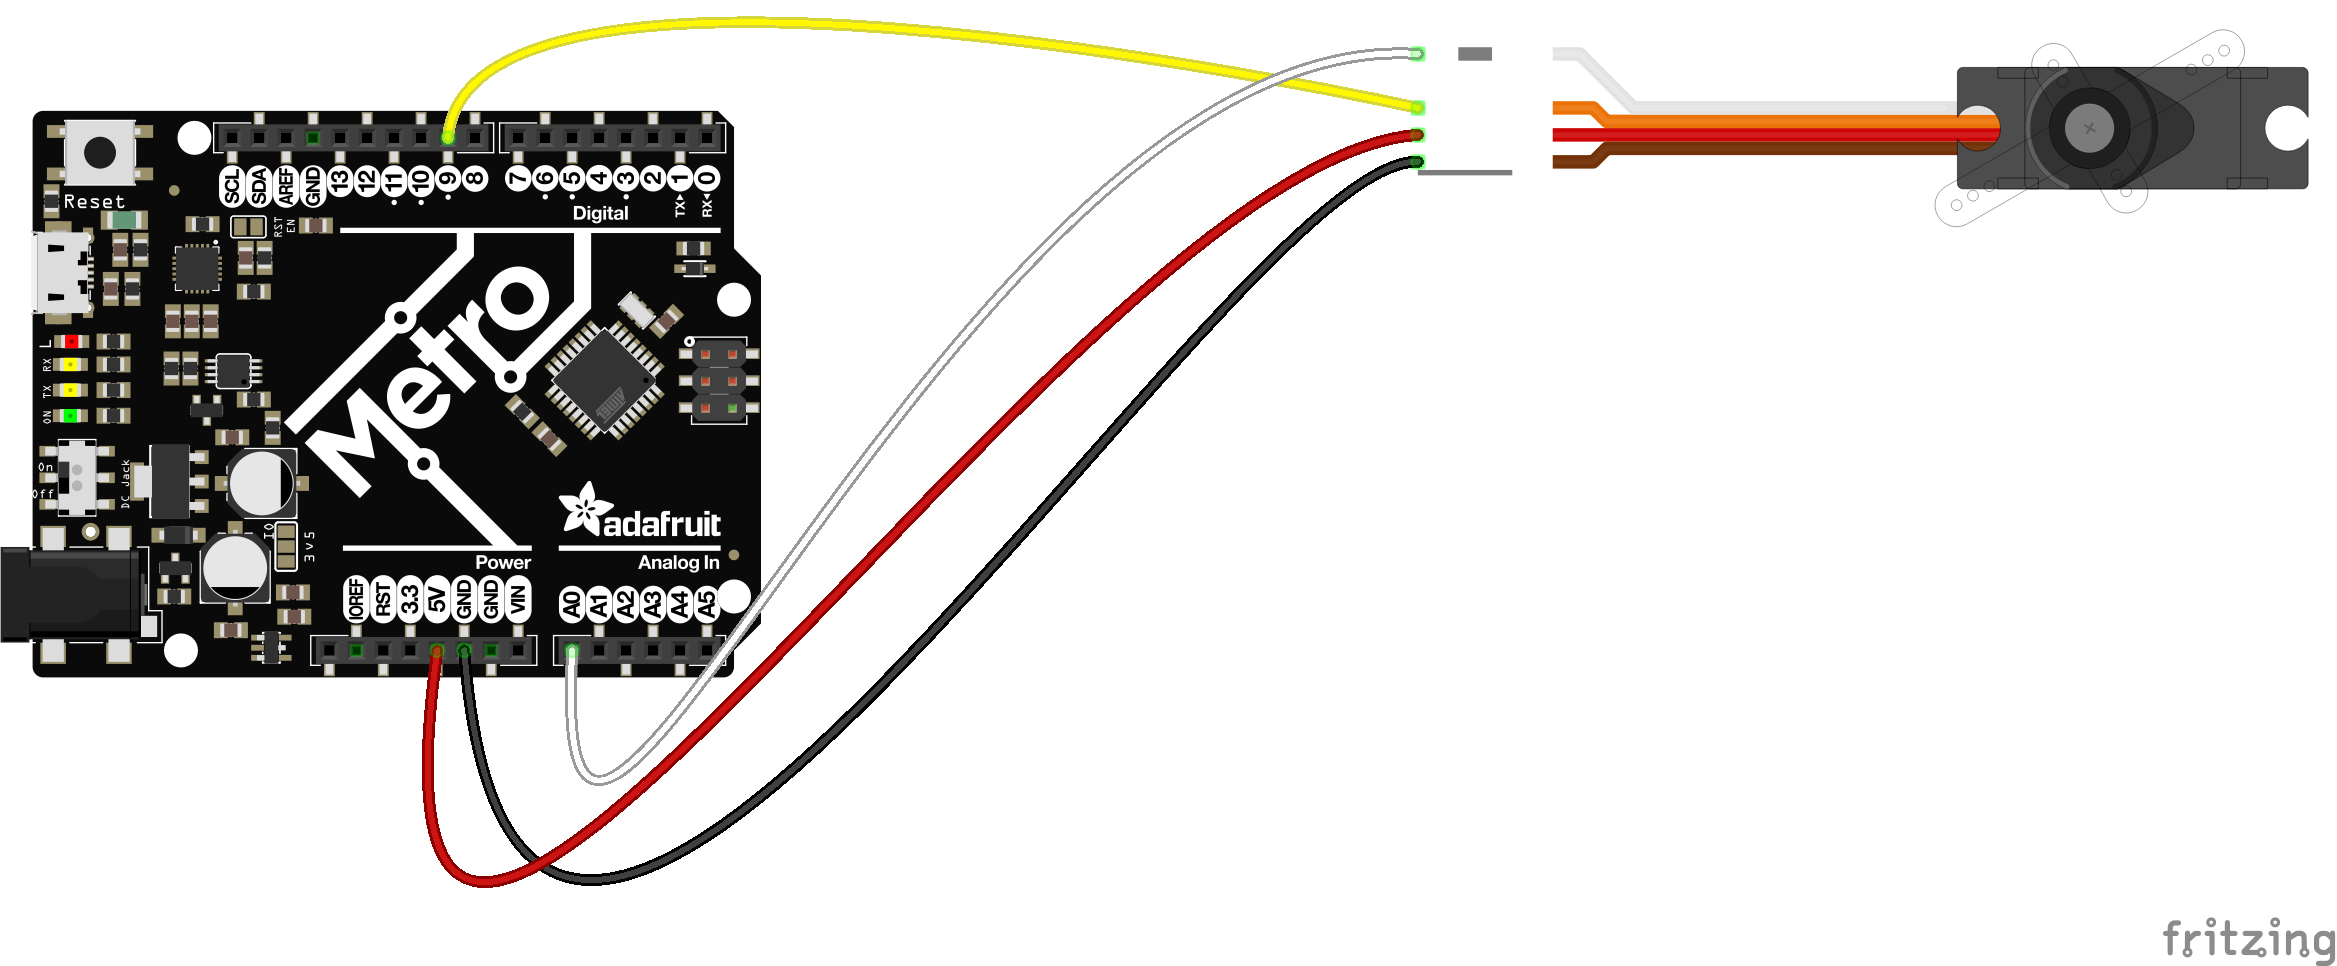 Reset
SCL SDA AREF GND 13 12 11 10 9 8 7 6 5 4 3 2 1 0
TX RX
Digital
RST
EN
L
RX
TX
ON
Metro
ATMEL
On
Off
DC Jack
IO
3v5
adafruit
Power
Analog In
IOREF RST 3.3 5V GND GND VIN A0 A1 A2 A3 A4 A5
fritzing